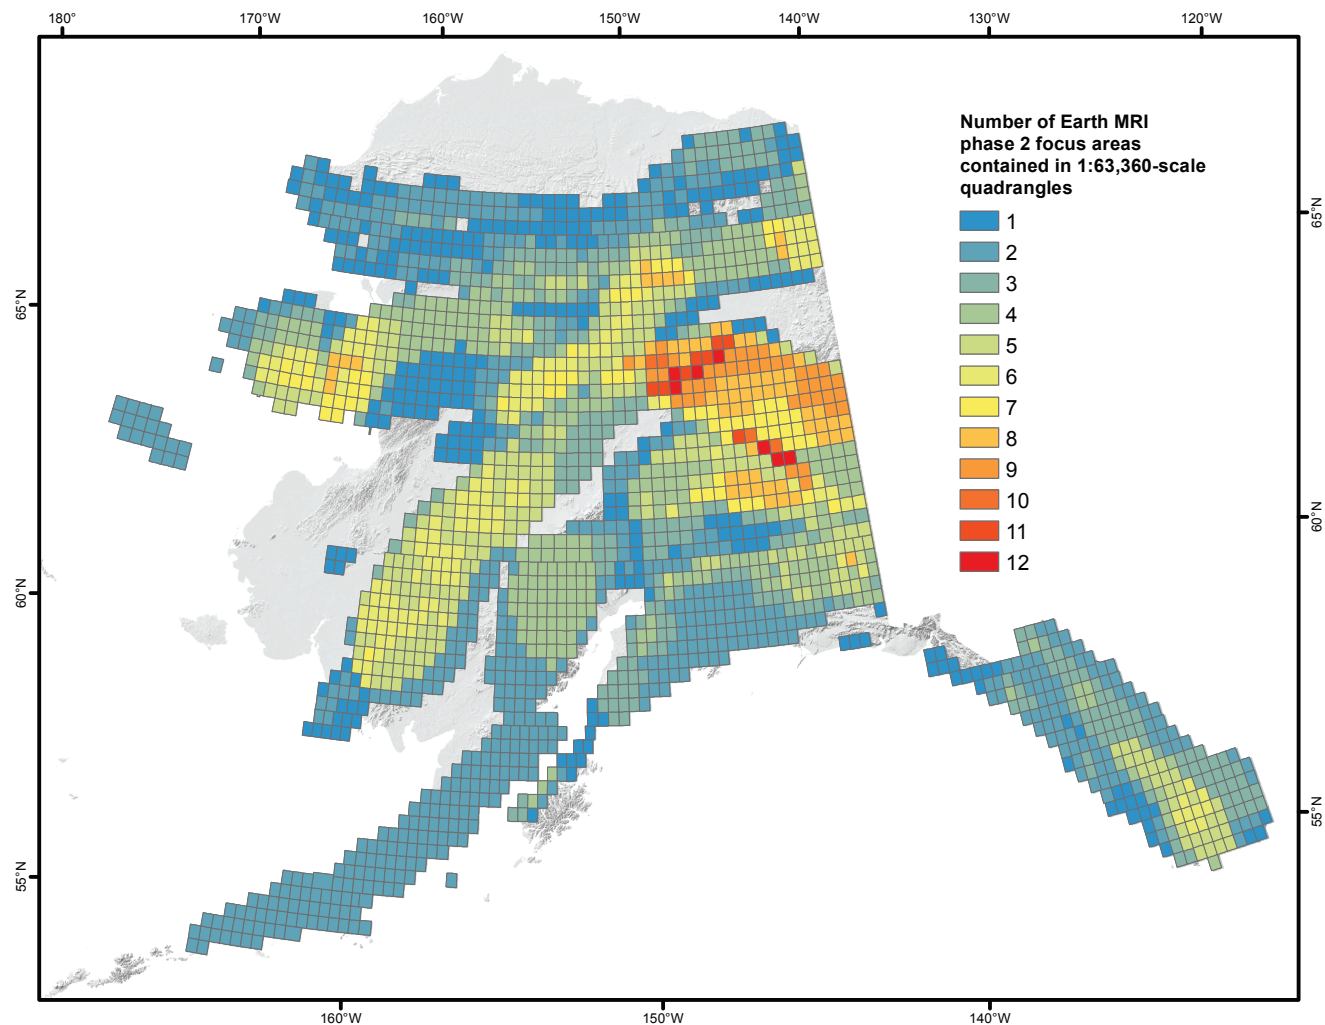 180°
170°W
160°W
150°W
140°W
130°W
120°W
Number of Earth MRI
phase 2 focus areas
contained in 1:63,360-scale
quadrangles
1
2
3
4
5
6
7
8
9
10
11
12
65°N
60°N
55°N
65°N
60°N
55°N
160°W
150°W
140°W